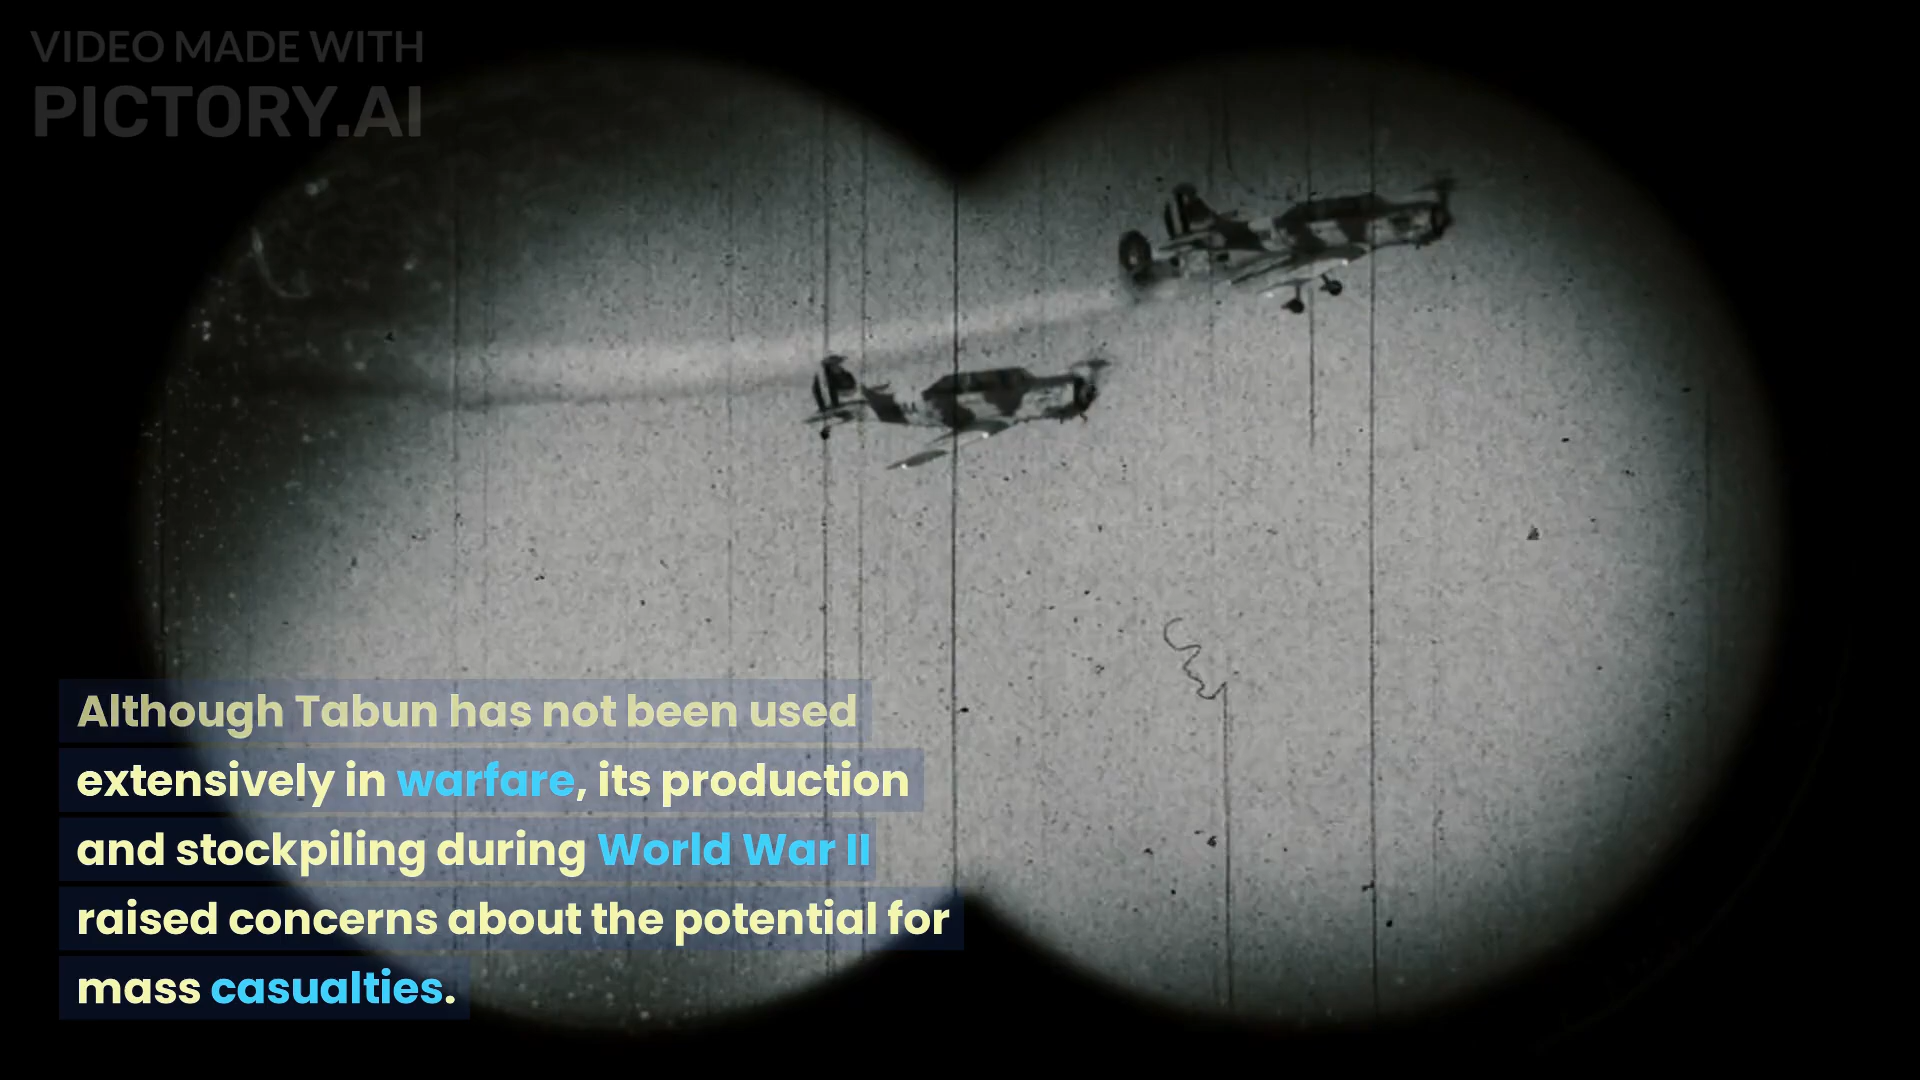 VIDEO MADE WITH
PICTORY.AI
Although Tabun has not been used
extensively in warfare, its production
and stockpiling during World War II
raised concerns about the potential for
mass casualties.